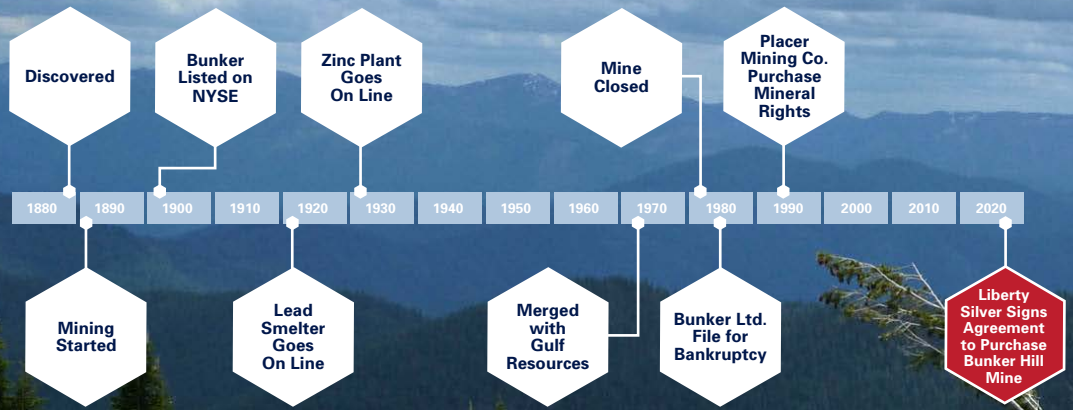 Discovered
Bunker
Listed on
NYSE
Zinc Plant
Goes
On Line
Mine
Closed
Placer
Mining Co.
Purchase
Mineral
Rights
1880
1890
1900
1910
1920
1930
1940
1950
1960
1970
1980
1990
2000
2010
2020
Mining
Started
Lead
Smelter
Goes
On Line
Merged
with
Gulf
Resources
Bunker Ltd.
File for
Bankruptcy
Liberty
Silver Signs
Agreement
to Purchase
Bunker Hill
Mine